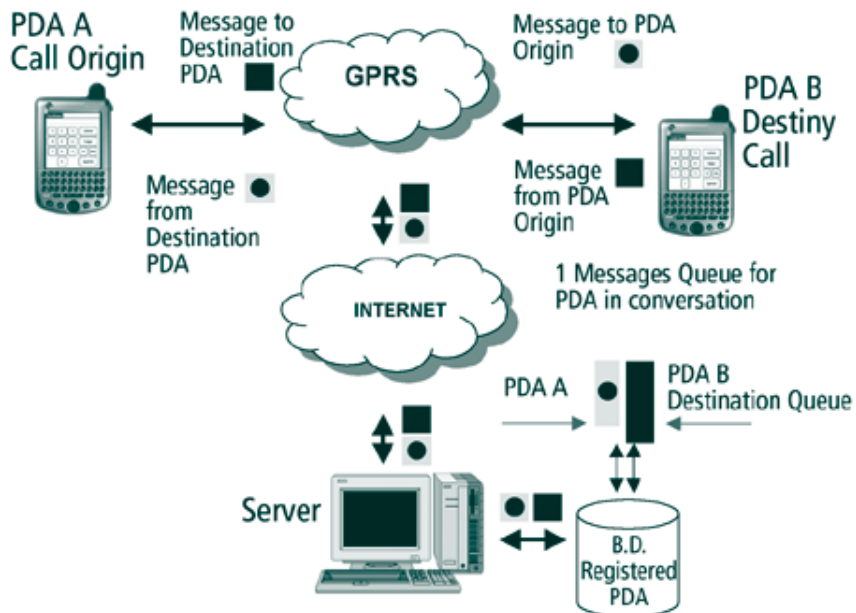 PDA A
Call Origin
Message to
Destination
PDA
GPRS
Message to PDA
Origin
PDA B
Destiny
Call
Message
from
Destination
PDA
Message
from PDA
Origin
INTERNET
1 Messages Queue for
PDA in conversation
PDA A
PDA B
Destination Queue
Server
B.D.
Registered
PDA